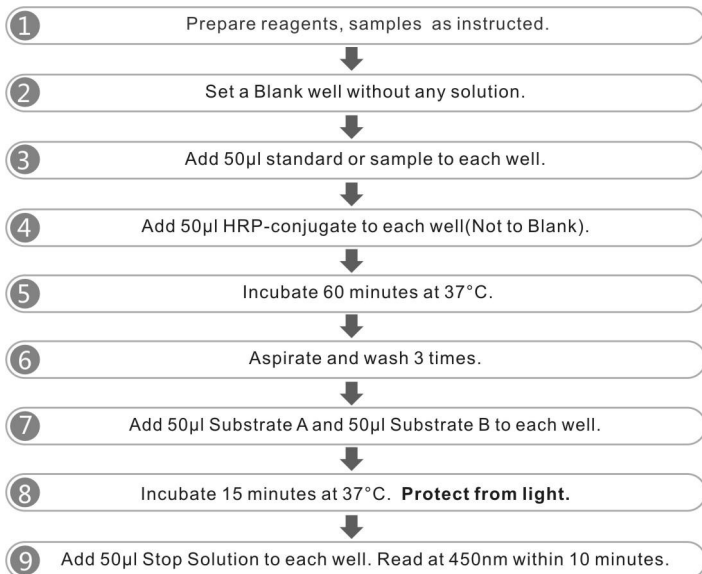 1 Prepare reagents, samples as instructed.
2 Set a Blank well without any solution.
3 Add 50µl standard or sample to each well.
4 Add 50µl HRP-conjugate to each well(Not to Blank).
5 Incubate 60 minutes at 37°C.
6 Aspirate and wash 3 times.
7 Add 50µl Substrate A and 50µl Substrate B to each well.
8 Incubate 15 minutes at 37°C. Protect from light.
9 Add 50µl Stop Solution to each well. Read at 450nm within 10 minutes.